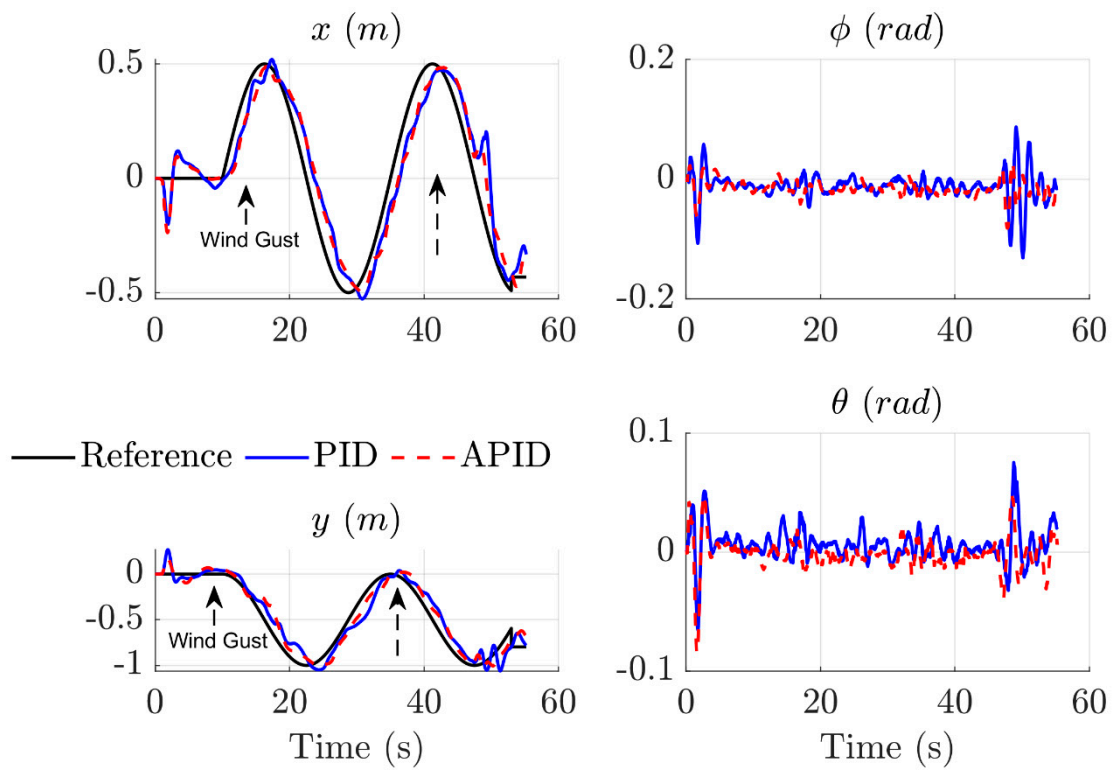 x (m)
0.5
0
-0.5
Wind Gust
0 20 40 60
ϕ (rad)
0.2
0
-0.2
0 20 40 60
Reference PID APID
y (m)
0
-0.5
-1
Wind Gust
0 20 40 60
Time (s)
θ (rad)
0.1
0
-0.1
0 20 40 60
Time (s)